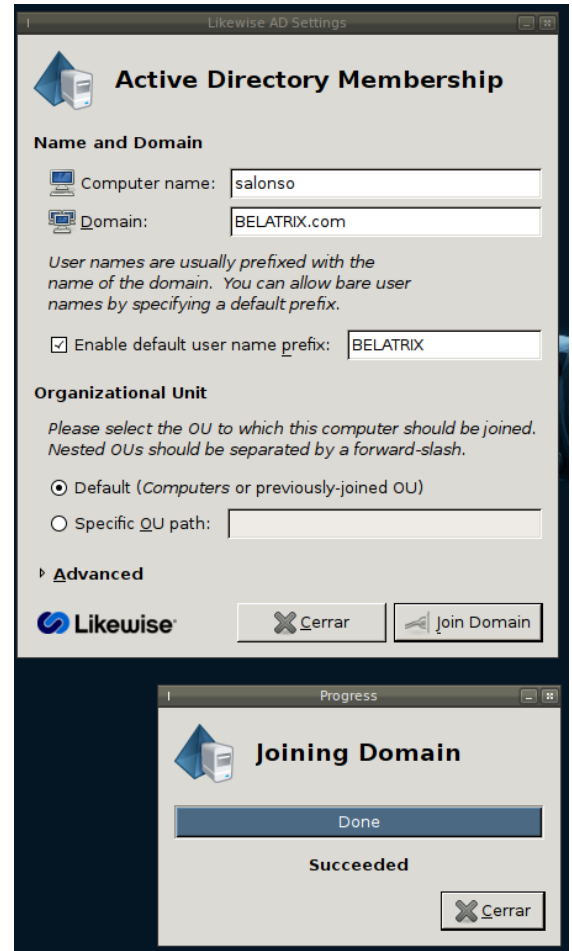 Likewise AD Settings
Active Directory Membership
Name and Domain
Computer name: salonso
Domain: BELATRIX.com
User names are usually prefixed with the
name of the domain. You can allow bare user
names by specifying a default prefix.
Enable default user name prefix: BELATRIX
Organizational Unit
Please select the OU to which this computer should be joined.
Nested OUs should be separated by a forward-slash.
Default (Computers or previously-joined OU)
Specific OU path:
Advanced
Likewise
Cerrar
Join Domain
Progress
Joining Domain
Done
Succeeded
Cerrar